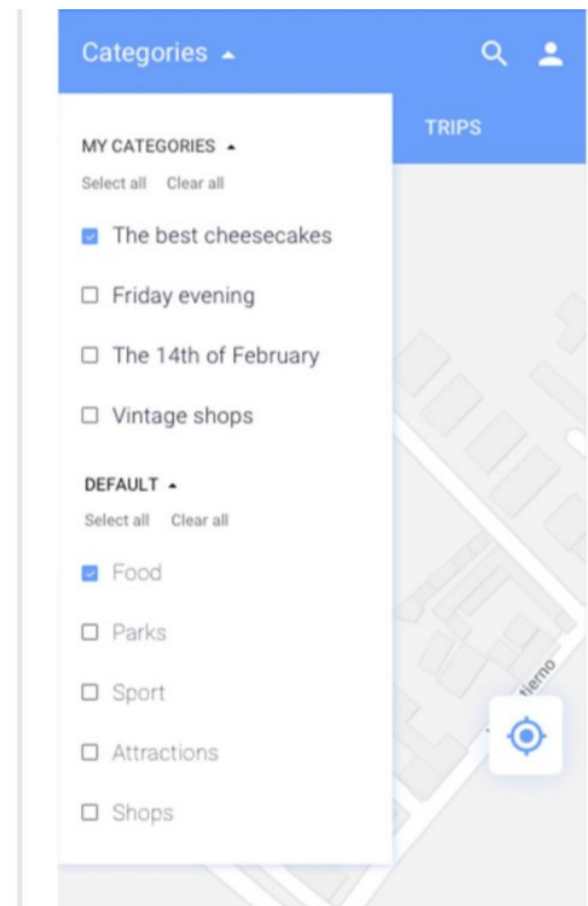 Categories
TRIPS
MY CATEGORIES
Select all Clear all
The best cheesecakes
Friday evening
The 14th of February
Vintage shops
DEFAULT
Select all Clear all
Food
Parks
Sport
Attractions
Shops